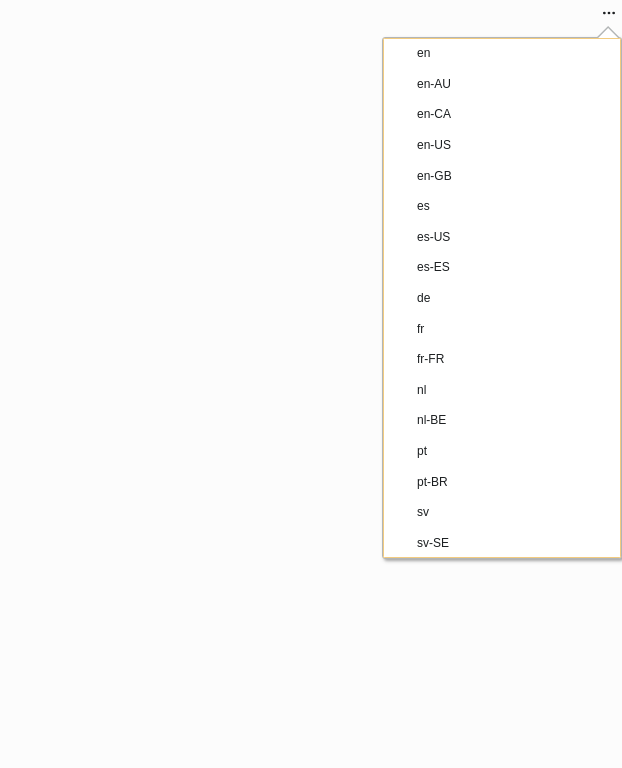 en
en-AU
en-CA
en-US
en-GB
es
es-US
es-ES
de
fr
fr-FR
nl
nl-BE
pt
pt-BR
sv
sv-SE